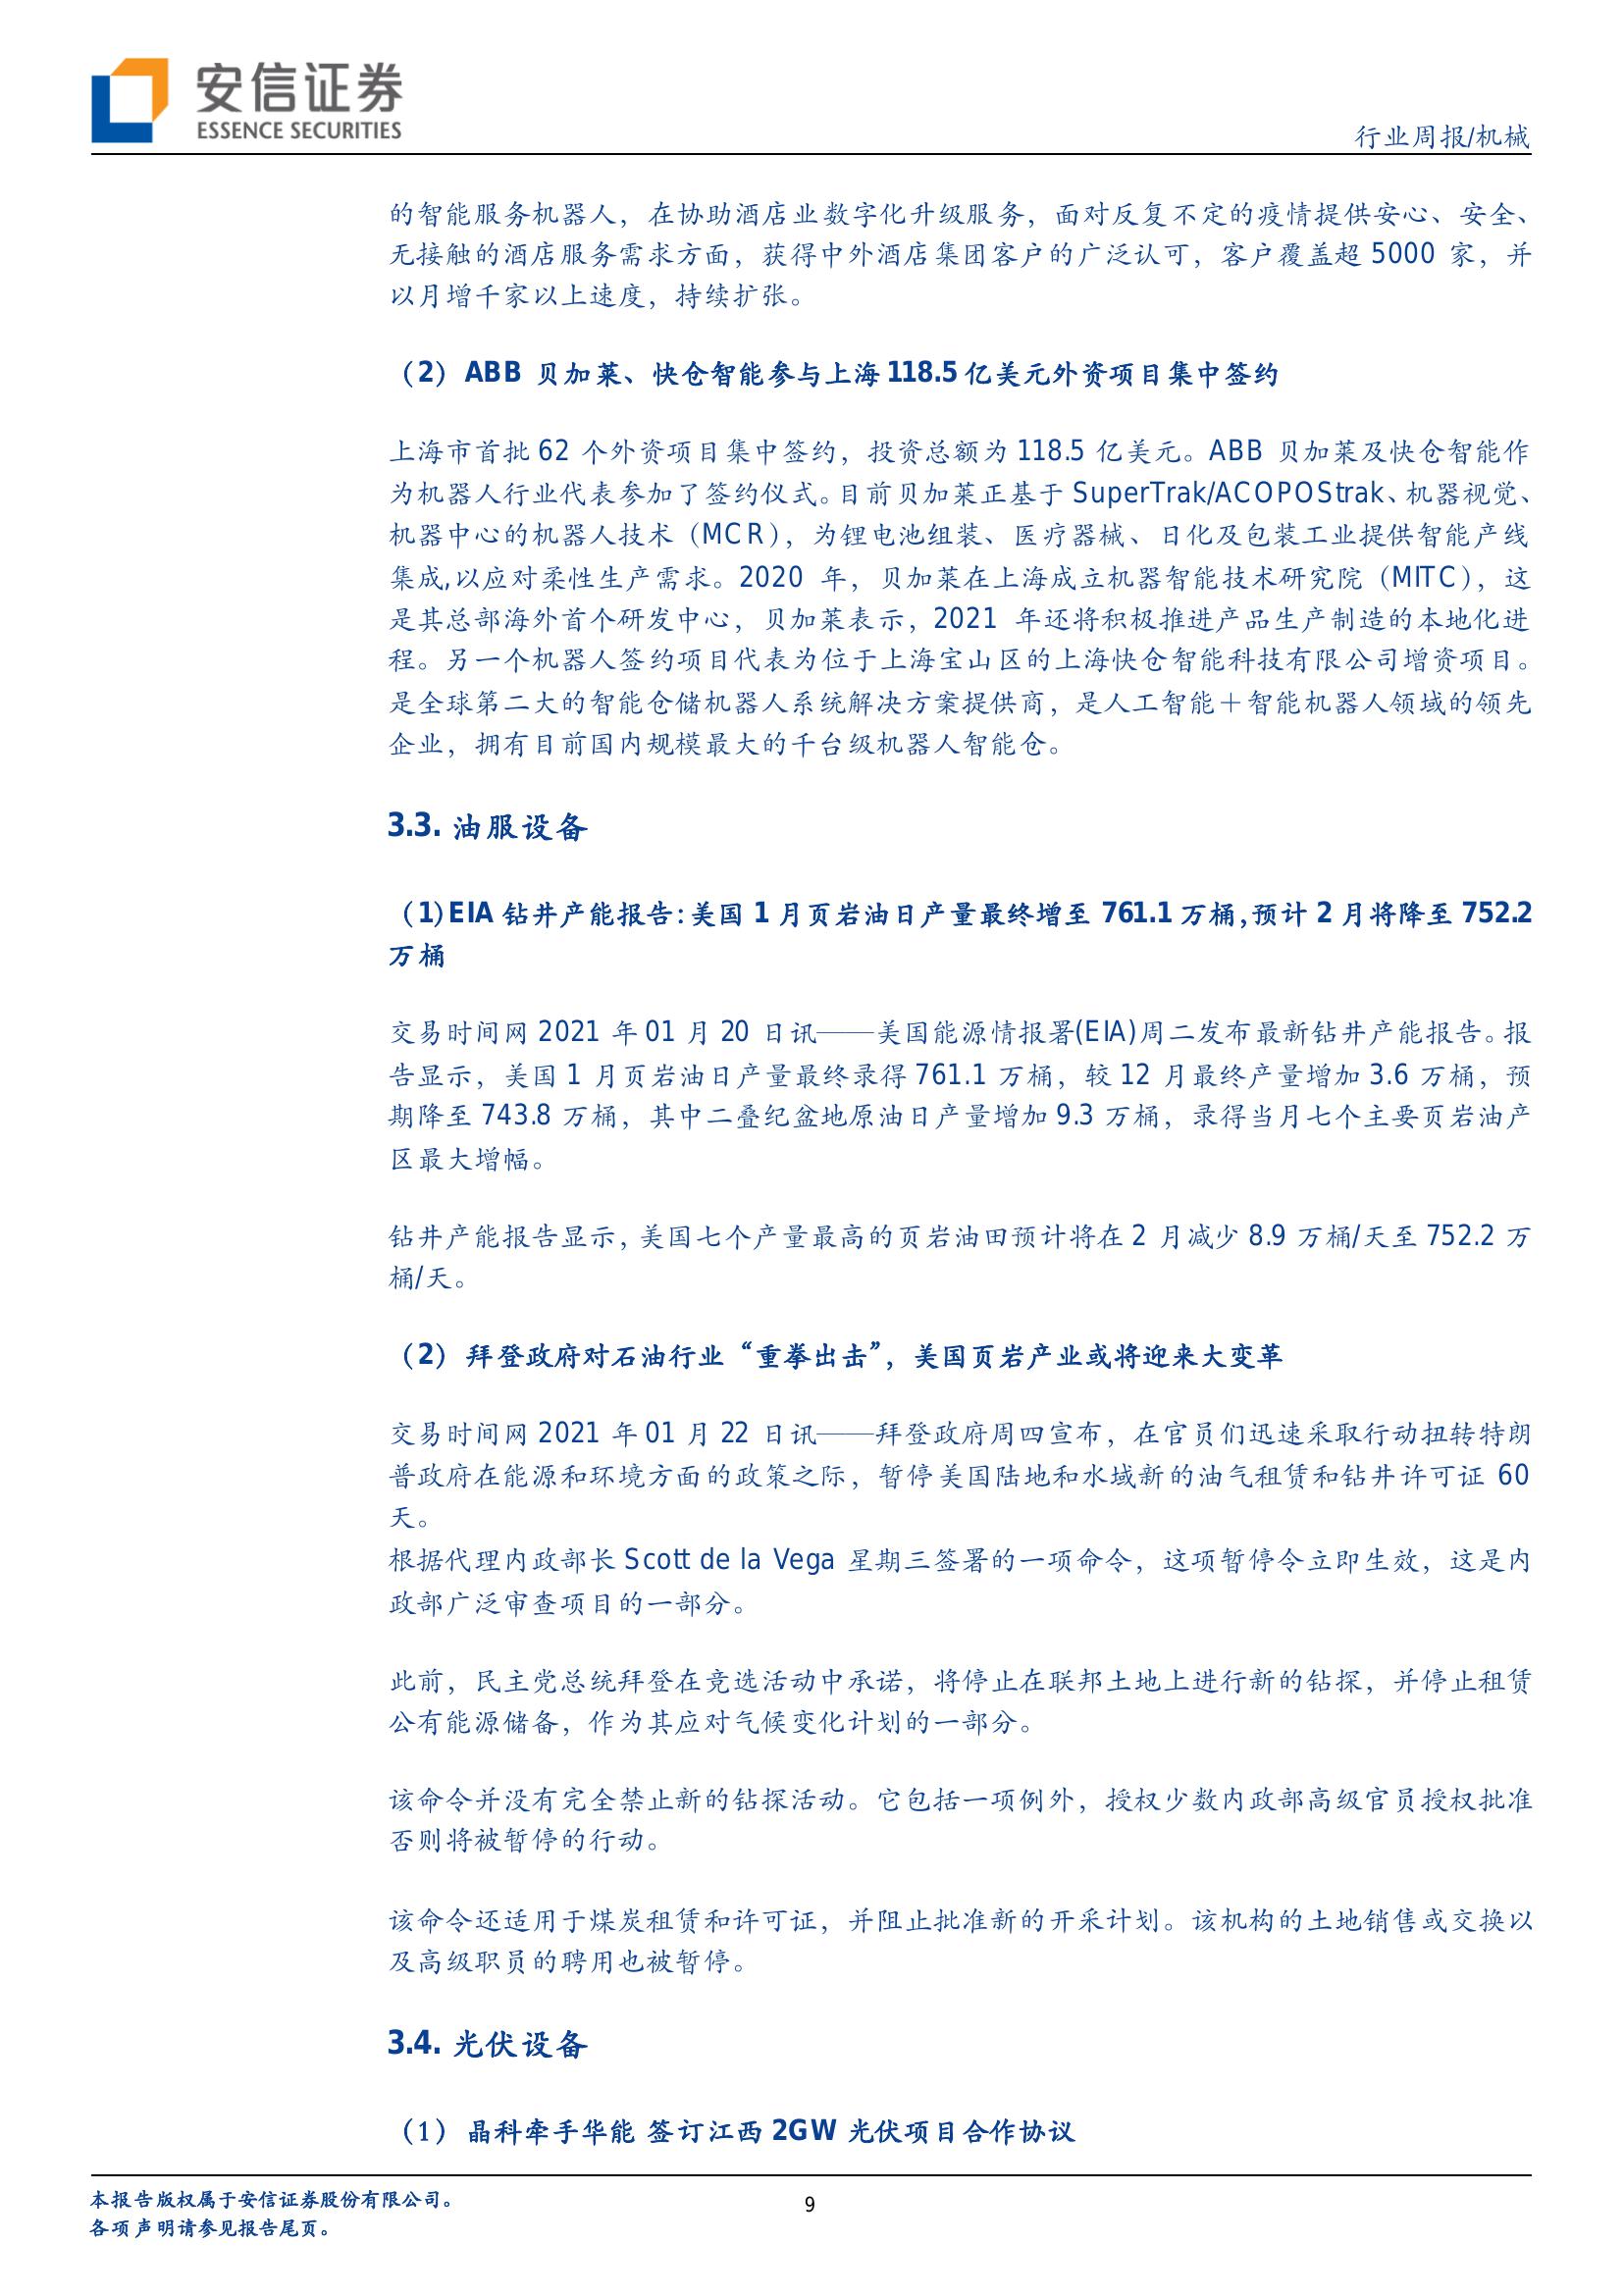 安信证券
ESSENCE SECURITIES
行业周报/机械
的智能服务机器人，在协助酒店业数字化升级服务，面对反复不定的疫情提供安心、安全、
无接触的酒店服务需求方面，获得中外酒店集团客户的广泛认可，客户覆盖超 5000 家，并
以月增千家以上速度，持续扩张。
（2）ABB 贝加莱、快仓智能参与上海 118.5 亿美元外资项目集中签约
上海市首批 62 个外资项目集中签约，投资总额为 118.5 亿美元。ABB 贝加莱及快仓智能作
为机器人行业代表参加了签约仪式。目前贝加莱正基于 SuperTrak/ACOPOStrak、机器视觉、
机器中心的机器人技术（MCR），为锂电池组装、医疗器械、日化及包装工业提供智能产线
集成,以应对柔性生产需求。2020 年，贝加莱在上海成立机器智能技术研究院（MITC），这
是其总部海外首个研发中心，贝加莱表示，2021 年还将积极推进产品生产制造的本地化进
程。另一个机器人签约项目代表为位于上海宝山区的上海快仓智能科技有限公司增资项目。
是全球第二大的智能仓储机器人系统解决方案提供商，是人工智能＋智能机器人领域的领先
企业，拥有目前国内规模最大的千台级机器人智能仓。
3.3. 油服设备
（1）EIA 钻井产能报告：美国 1 月页岩油日产量最终增至 761.1 万桶，预计 2 月将降至 752.2
万桶
交易时间网 2021 年 01 月 20 日讯——美国能源情报署(EIA)周二发布最新钻井产能报告。报
告显示，美国 1 月页岩油日产量最终录得 761.1 万桶，较 12 月最终产量增加 3.6 万桶，预
期降至 743.8 万桶，其中二叠纪盆地原油日产量增加 9.3 万桶，录得当月七个主要页岩油产
区最大增幅。
钻井产能报告显示，美国七个产量最高的页岩油田预计将在 2 月减少 8.9 万桶/天至 752.2 万
桶/天。
（2）拜登政府对石油行业“重拳出击”，美国页岩产业或将迎来大变革
交易时间网 2021 年 01 月 22 日讯——拜登政府周四宣布，在官员们迅速采取行动扭转特朗
普政府在能源和环境方面的政策之际，暂停美国陆地和水域新的油气租赁和钻井许可证 60
天。
根据代理内政部长 Scott de la Vega 星期三签署的一项命令，这项暂停令立即生效，这是内
政部广泛审查项目的一部分。
此前，民主党总统拜登在竞选活动中承诺，将停止在联邦土地上进行新的钻探，并停止租赁
公有能源储备，作为其应对气候变化计划的一部分。
该命令并没有完全禁止新的钻探活动。它包括一项例外，授权少数内政部高级官员授权批准
否则将被暂停的行动。
该命令还适用于煤炭租赁和许可证，并阻止批准新的开采计划。该机构的土地销售或交换以
及高级职员的聘用也被暂停。
3.4. 光伏设备
（1） 晶科牵手华能 签订江西 2GW 光伏项目合作协议
本报告版权属于安信证券股份有限公司。
各项声明请参见报告尾页。
9